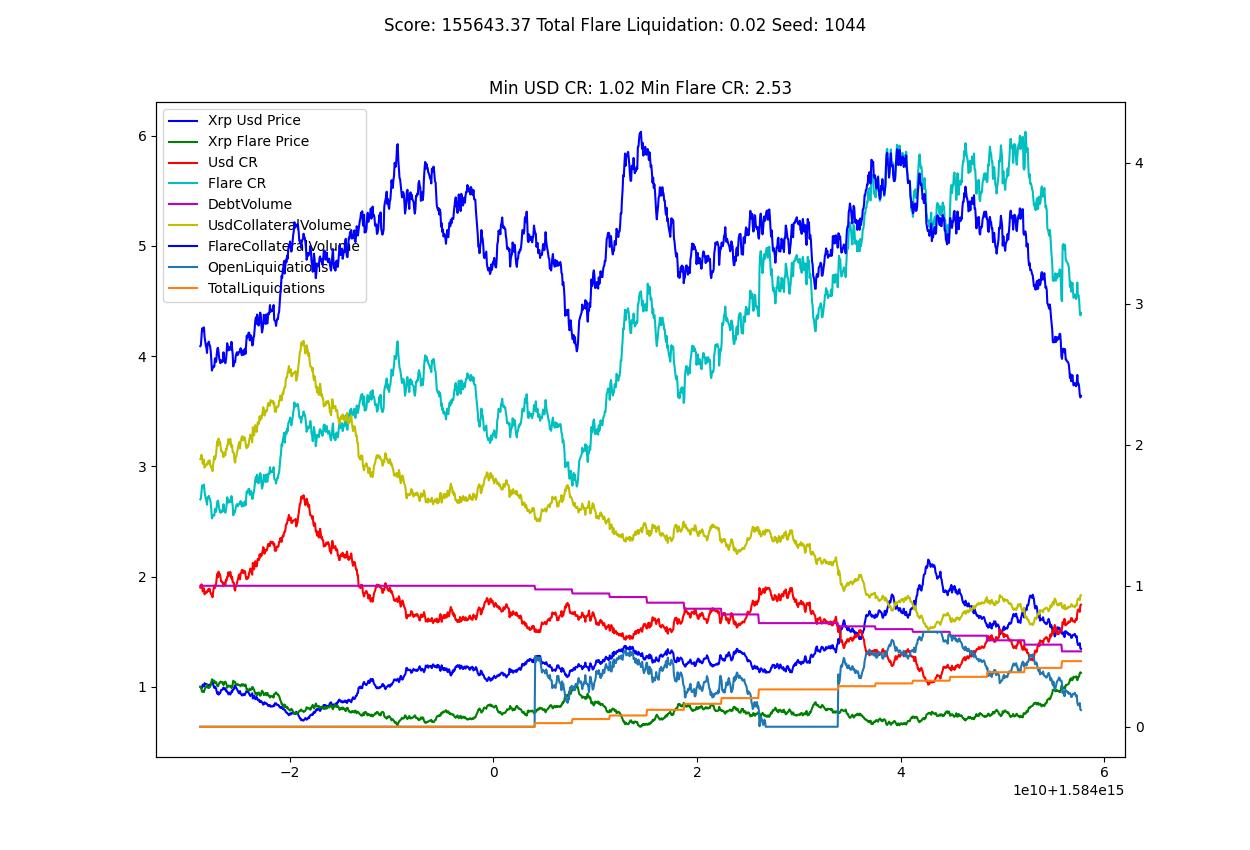 Score: 155643.37 Total Flare Liquidation: 0.02 Seed: 1044
Min USD CR: 1.02 Min Flare CR: 2.53
Xrp Usd Price
Xrp Flare Price
Usd CR
Flare CR
DebtVolume
UsdCollateralVolume
FlareCollateralVolume
OpenLiquidations
TotalLiquidations
6
5
4
3
2
1
4
3
2
1
0
−2
0
2
4
6
1e10+1.584e15